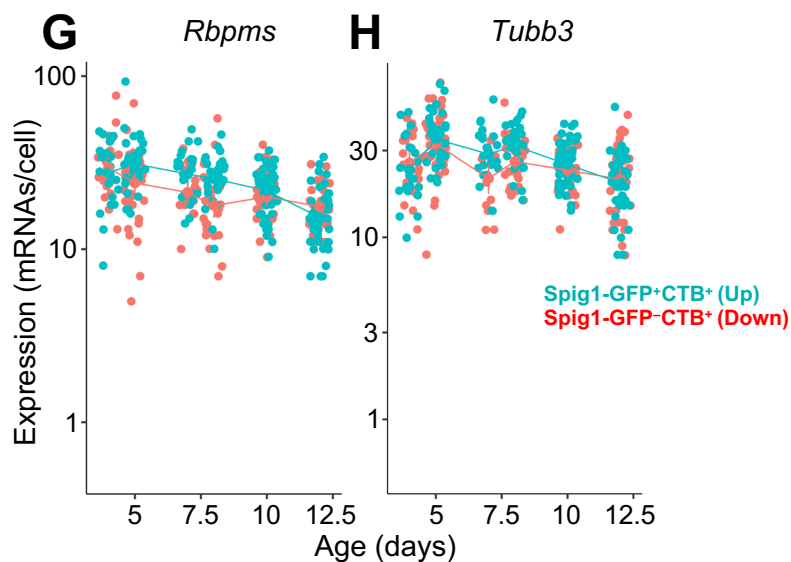 G Rbpms H Tubb3
Expression (mRNAs/cell)
100
10
1
30
10
3
1
Spig1-GFP⁺CTB⁺ (Up)
Spig1-GFP⁻CTB⁺ (Down)
5 7.5 10 12.5 5 7.5 10 12.5
Age (days)